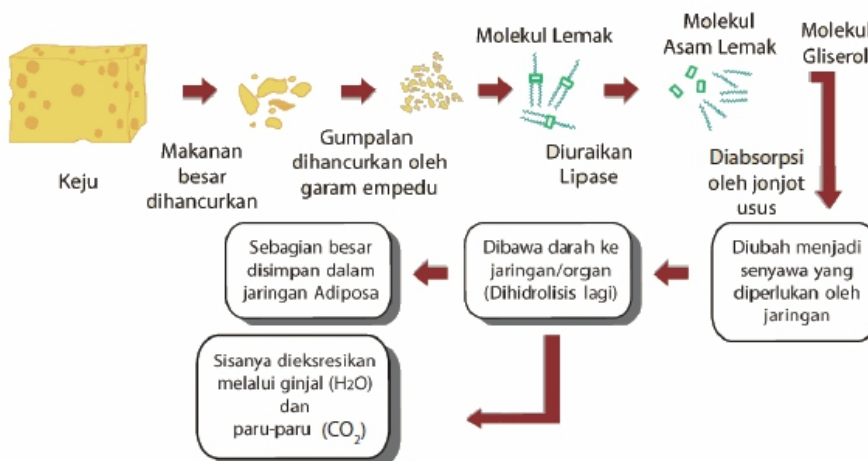 Keju
Makanan
besar
dihancurkan
Gumpalan
dihancurkan oleh
garam empedu
Molekul Lemak
Diuraikan
Lipase
Molekul
Asam Lemak
Molekul
Gliserol
Diabsorpsi
oleh jonjot
usus
Diubah menjadi
senyawa yang
diperlukan oleh
jaringan
Dibawa darah ke
jaringan/organ
(Dihidrolisis lagi)
Sebagian besar
disimpan dalam
jaringan Adiposa
Sisanya dieksresikan
melalui ginjal (H2O)
dan
paru-paru (CO₂)